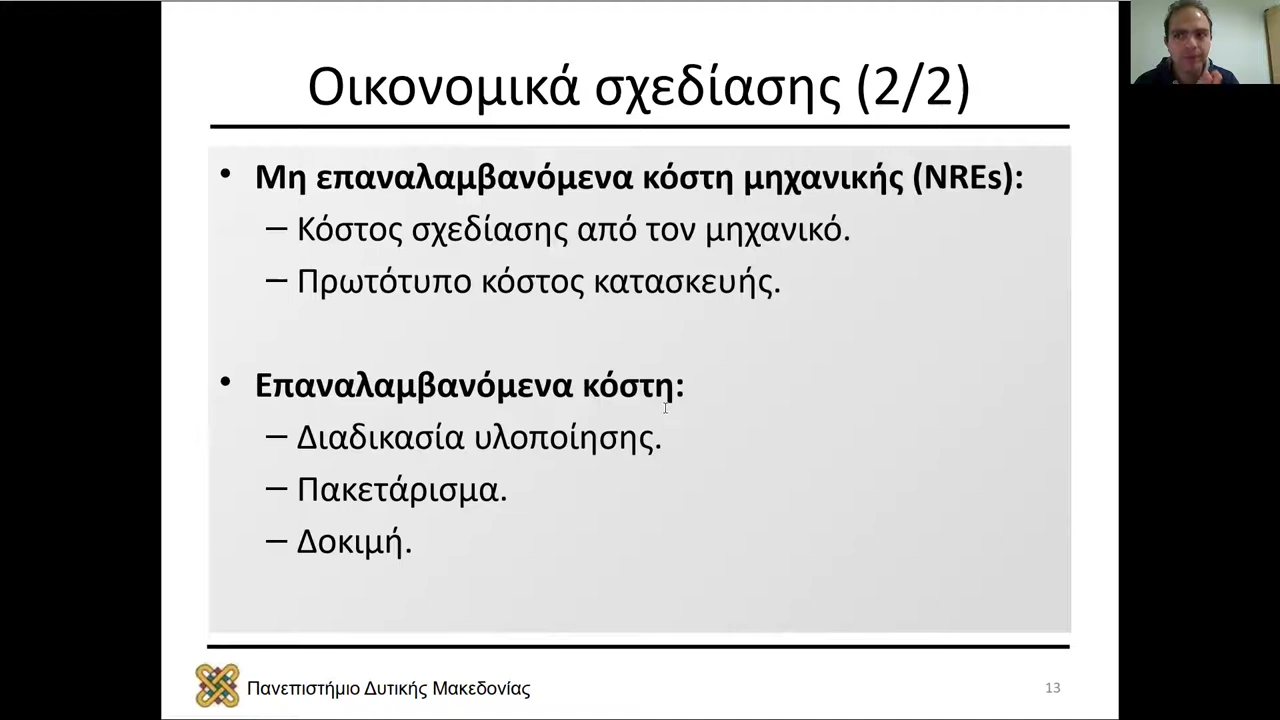 Οικονομικά σχεδίασης (2/2)
• Μη επαναλαμβανόμενα κόστη μηχανικής (NREs):
– Κόστος σχεδίασης από τον μηχανικό.
– Πρωτότυπο κόστος κατασκευής.
• Επαναλαμβανόμενα κόστη:
– Διαδικασία υλοποίησης.
– Πακετάρισμα.
– Δοκιμή.
Πανεπιστήμιο Δυτικής Μακεδονίας
13